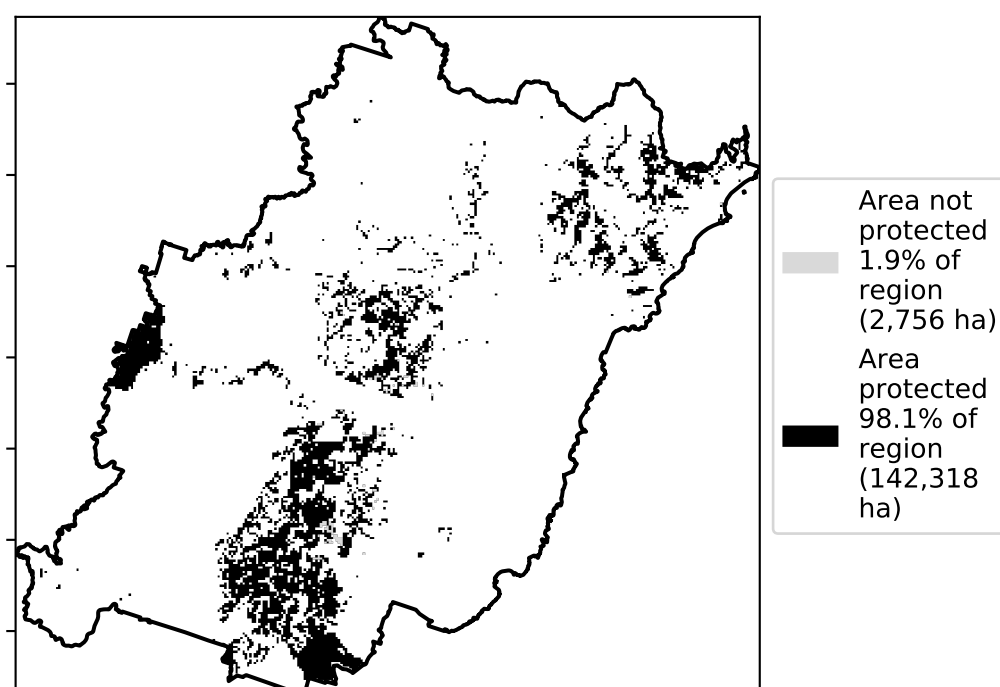 Area not
protected
1.9% of
region
(2,756 ha)
Area
protected
98.1% of
region
(142,318
ha)